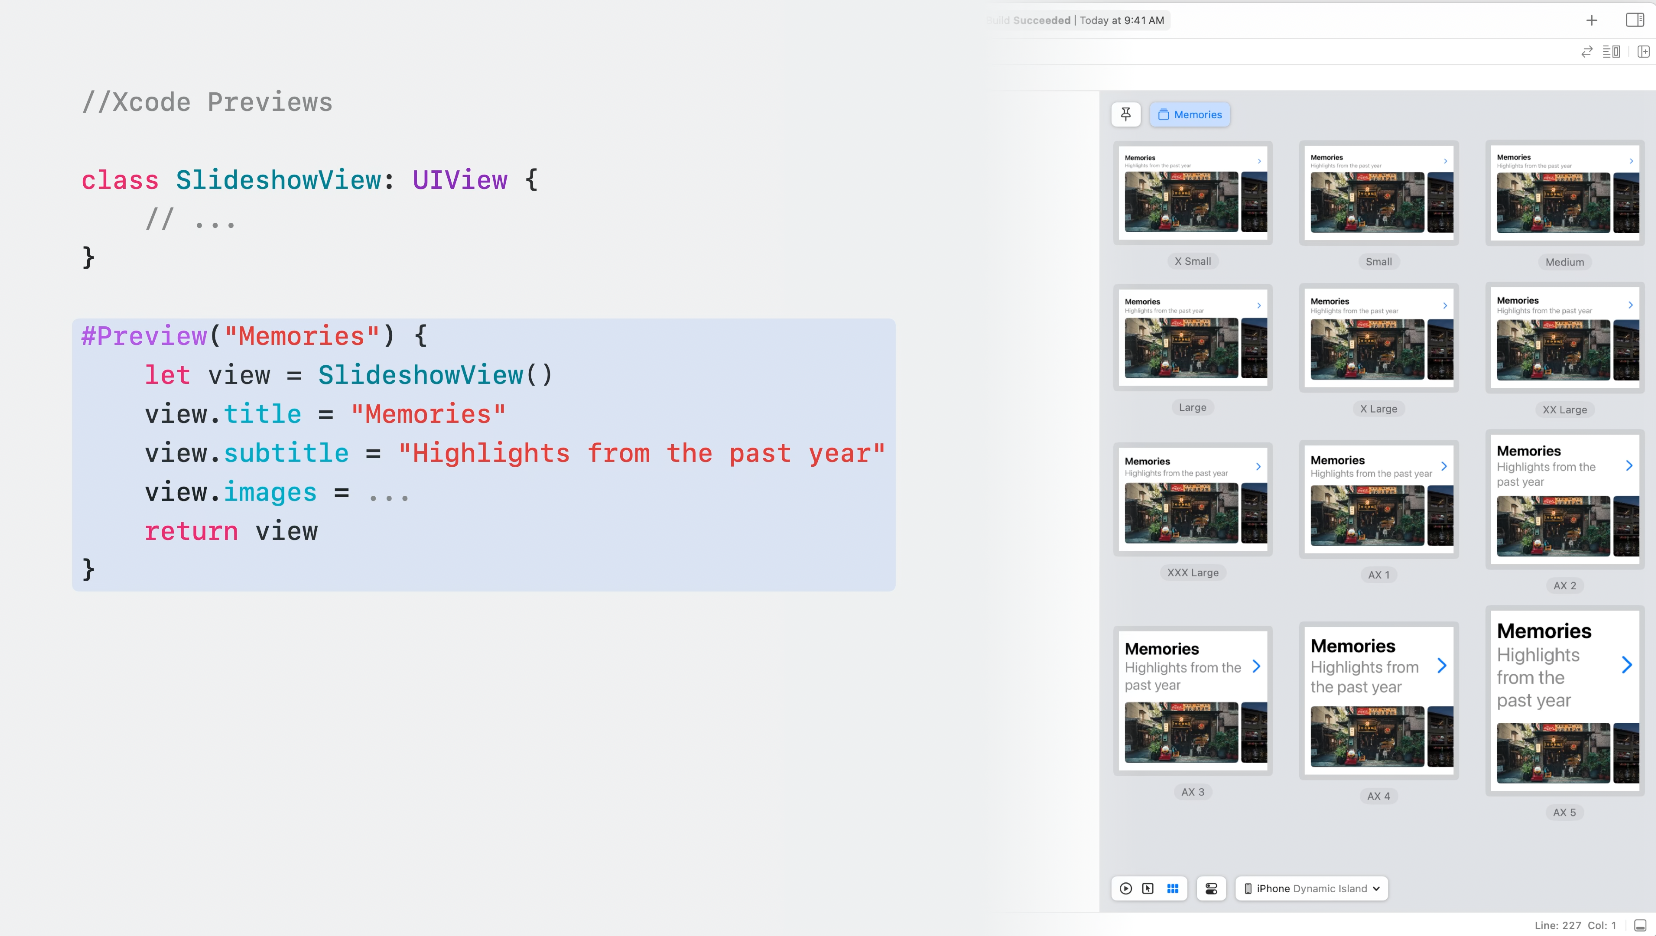 //Xcode Previews
class SlideshowView: UIView {
// ...
}
#Preview("Memories") {
let view = SlideshowView()
view.title = "Memories"
view.subtitle = "Highlights from the past year"
view.images = ...
return view
}
Build Succeeded | Today at 9:41 AM
Memories
Memories
Highlights from the past year
X Small
Memories
Highlights from the past year
Small
Memories
Highlights from the past year
Medium
Memories
Highlights from the past year
Large
Memories
Highlights from the past year
X Large
Memories
Highlights from the past year
XX Large
Memories
Highlights from the past year
XXX Large
Memories
Highlights from the past year
AX 1
Memories
Highlights from the
past year
AX 2
Memories
Highlights from the
past year
AX 3
Memories
Highlights from
the past year
AX 4
Memories
Highlights
from the
past year
AX 5
iPhone Dynamic Island
Line: 227 Col: 1